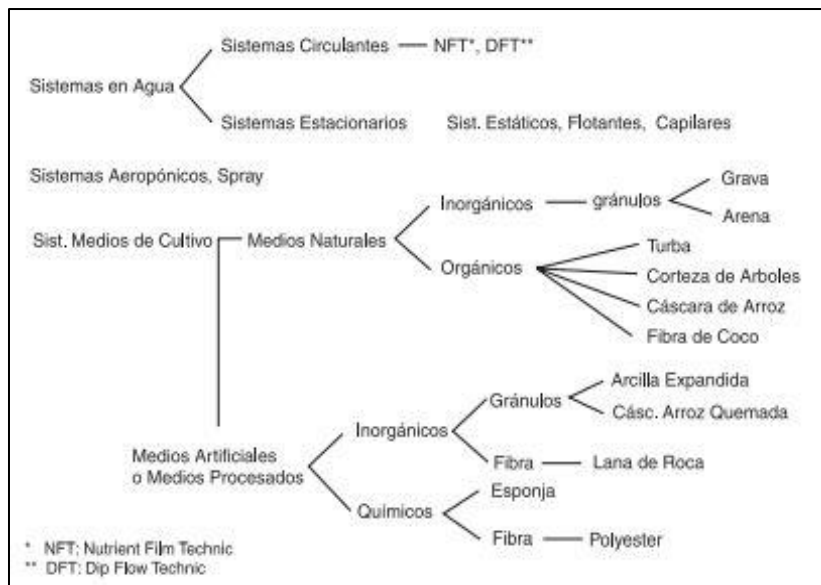 Sistemas Circulantes NFT*, DFT**
Sistemas en Agua
Sistemas Estacionarios Sist. Estáticos, Flotantes, Capilares
Sistemas Aeropónicos, Spray
Grava
Inorgánicos gránulos
Arena
Sist. Medios de Cultivo Medios Naturales
Turba
Orgánicos
Corteza de Arboles
Cáscara de Arroz
Fibra de Coco
Arcilla Expandida
Gránulos
Cásc. Arroz Quemada
Inorgánicos
Medios Artificiales
o Medios Procesados
Fibra Lana de Roca
Esponja
Químicos
Fibra Polyester
* NFT: Nutrient Film Technic
** DFT: Dip Flow Technic